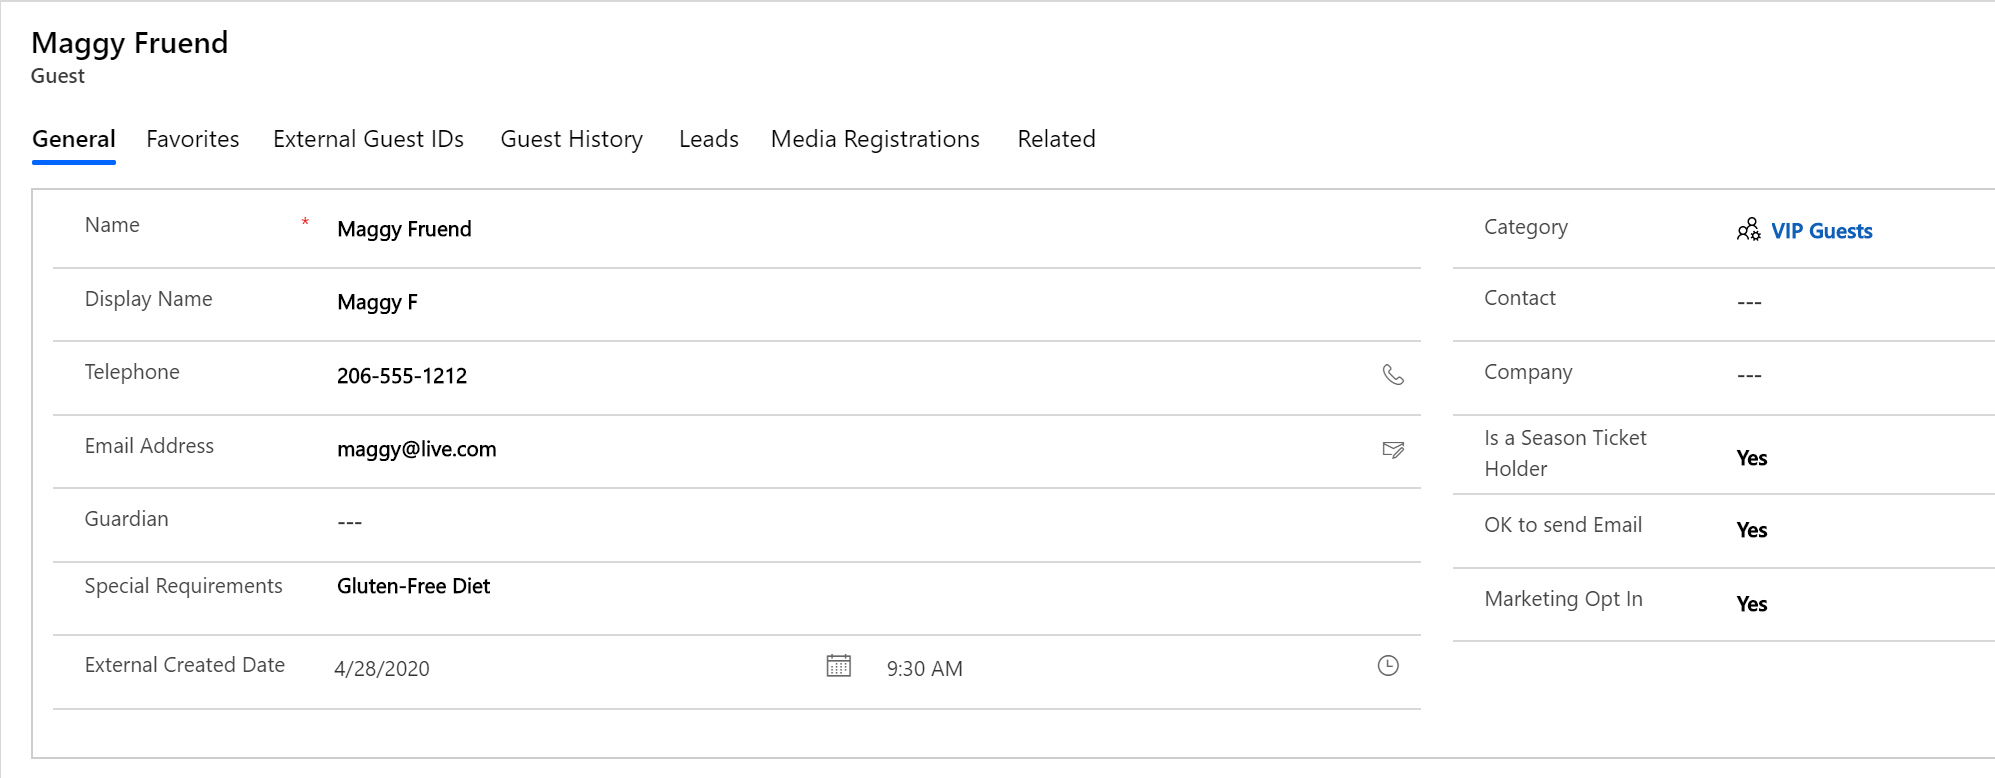 Maggy Fruend
Guest
General Favorites External Guest IDs Guest History Leads Media Registrations Related
Name * Maggy Fruend
Display Name Maggy F
Telephone 206-555-1212
Email Address maggy@live.com
Guardian ---
Special Requirements Gluten-Free Diet
External Created Date 4/28/2020 9:30 AM
Category VIP Guests
Contact ---
Company ---
Is a Season Ticket
Holder Yes
OK to send Email Yes
Marketing Opt In Yes